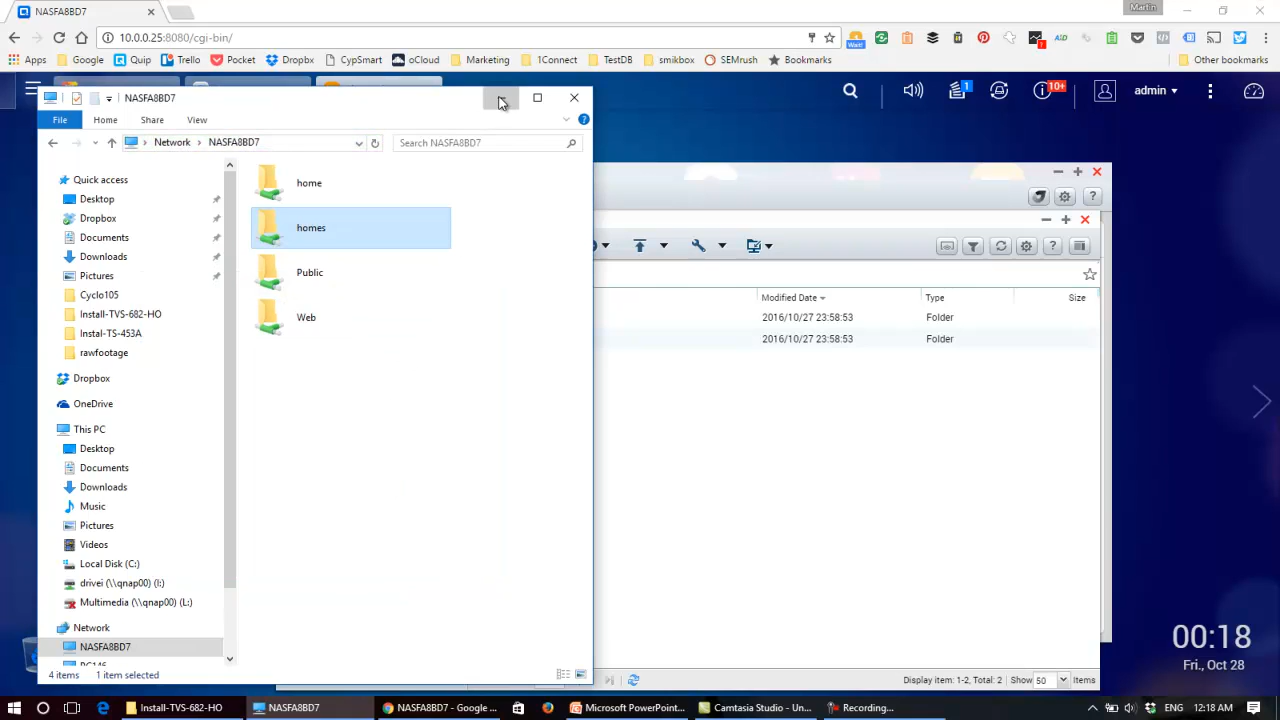 NASFA8BD7
Martin
10.0.0.25:8080/cgi-bin/
Apps Google Quip Trello Pocket Dropbx CypSmart oCloud Marketing 1Connect TestDB smikbox SEMrush Bookmarks Other bookmarks
Wait!
NASFA8BD7
1 10+ admin
File Home Share View
Network NASFA8BD7 Search NASFA8BD7
Quick access
Desktop
Dropbox
Documents
Downloads
Pictures
Cyclo105
Install-TVS-682-HO
Instal-TS-453A
rawfootage
Dropbox
OneDrive
This PC
Desktop
Documents
Downloads
Music
Pictures
Videos
Local Disk (C:)
drivei (\\qnap00) (I:)
Multimedia (\\qnap00) (L:)
Network
NASFA8BD7
PC146
home
homes
Public
Web
4 items 1 item selected
Modified Date Type Size
2016/10/27 23:58:53 Folder
2016/10/27 23:58:53 Folder
Display item: 1-2, Total: 2 Show 50 Items
00:18
Fri., Oct 28
Install-TVS-682-HO NASFA8BD7 NASFA8BD7 - Google ... Microsoft PowerPoint... Camtasia Studio - Un... Recording... ENG 12:18 AM